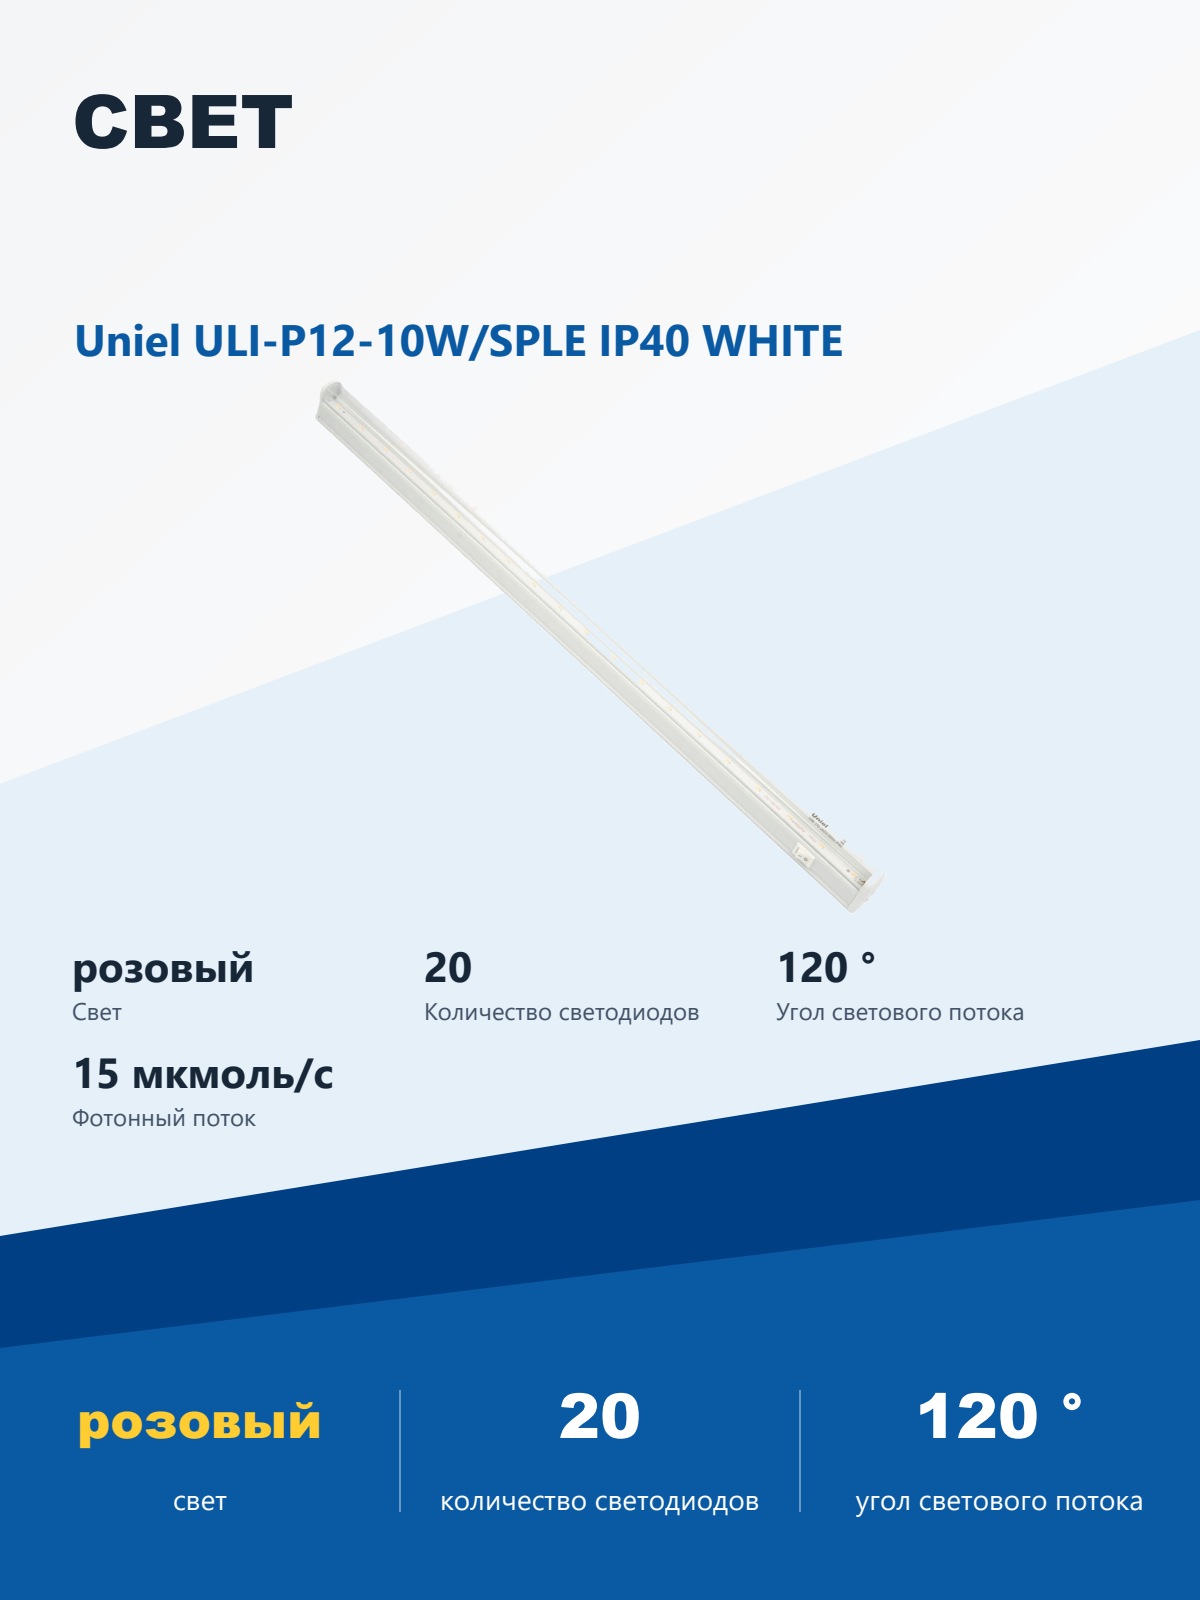 СВЕТ
Uniel ULI-P12-10W/SPLE IP40 WHITE
Uniel
розовый
20
120 °
Свет
Количество светодиодов
Угол светового потока
15 мкмоль/с
Фотонный поток
розовый
20
120 °
свет
количество светодиодов
угол светового потока